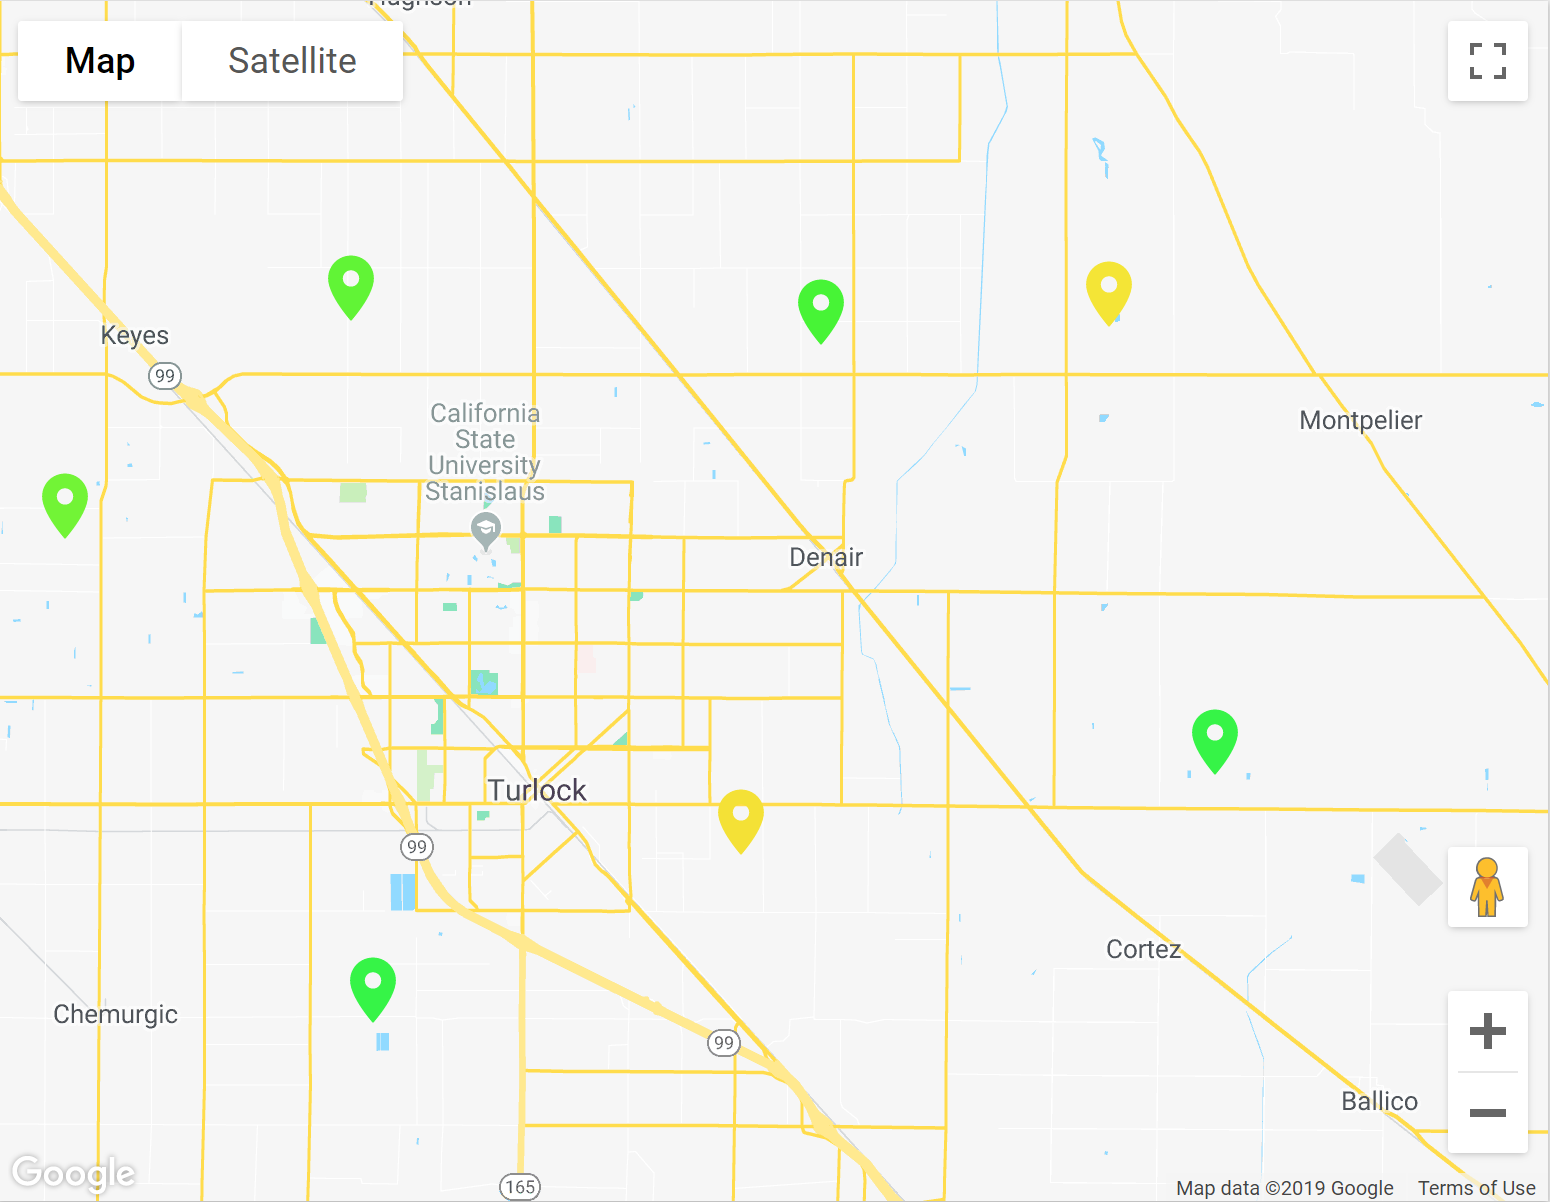 Map
Satellite
Keyes
99
California
State
University
Stanislaus
Montpelier
Denair
Turlock
99
Cortez
Chemurgic
99
Ballico
Google
165
Map data ©2019 Google
Terms of Use